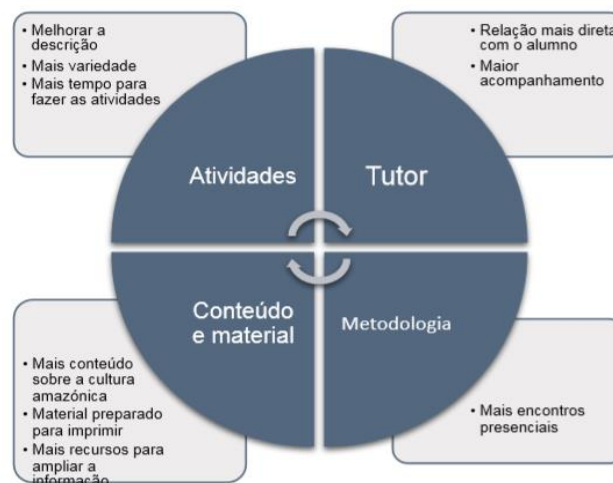 • Melhorar a
descrição
• Mais variedade
• Mais tempo para
fazer as atividades
• Relação mais direta
com o alumno
• Maior
acompanhamento
Atividades
Tutor
Conteúdo
e material
Metodologia
• Mais conteúdo
sobre a cultura
amazónica
• Material preparado
para imprimir
• Mais recursos para
ampliar a
informação
• Mais encontros
presenciais